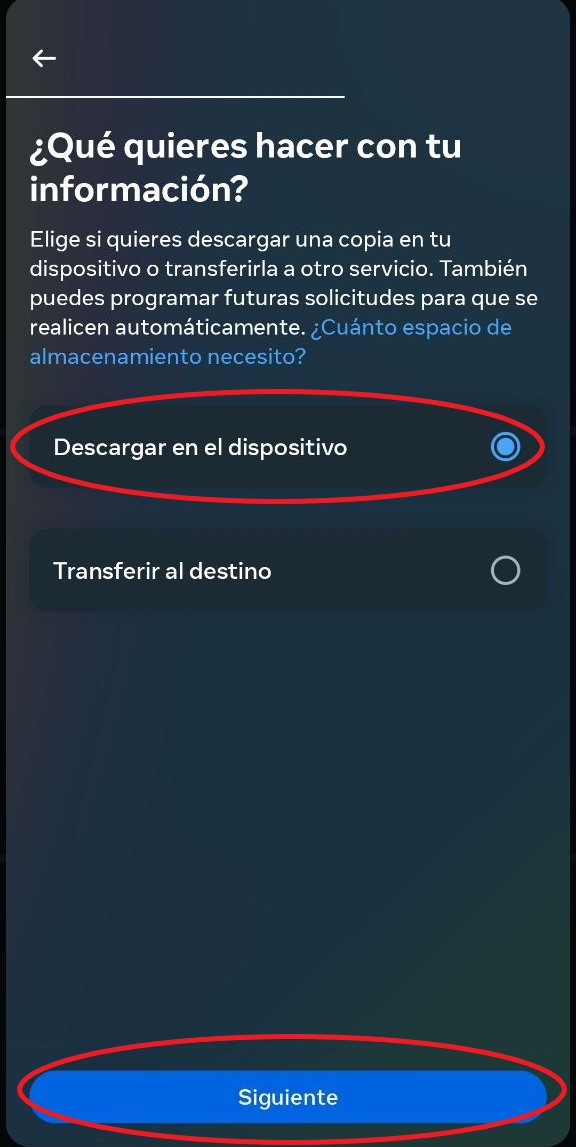 ¿Qué quieres hacer con tu
información?
Elige si quieres descargar una copia en tu
dispositivo o transferirla a otro servicio. También
puedes programar futuras solicitudes para que se
realicen automáticamente. ¿Cuánto espacio de
almacenamiento necesito?
Descargar en el dispositivo
Transferir al destino
Siguiente